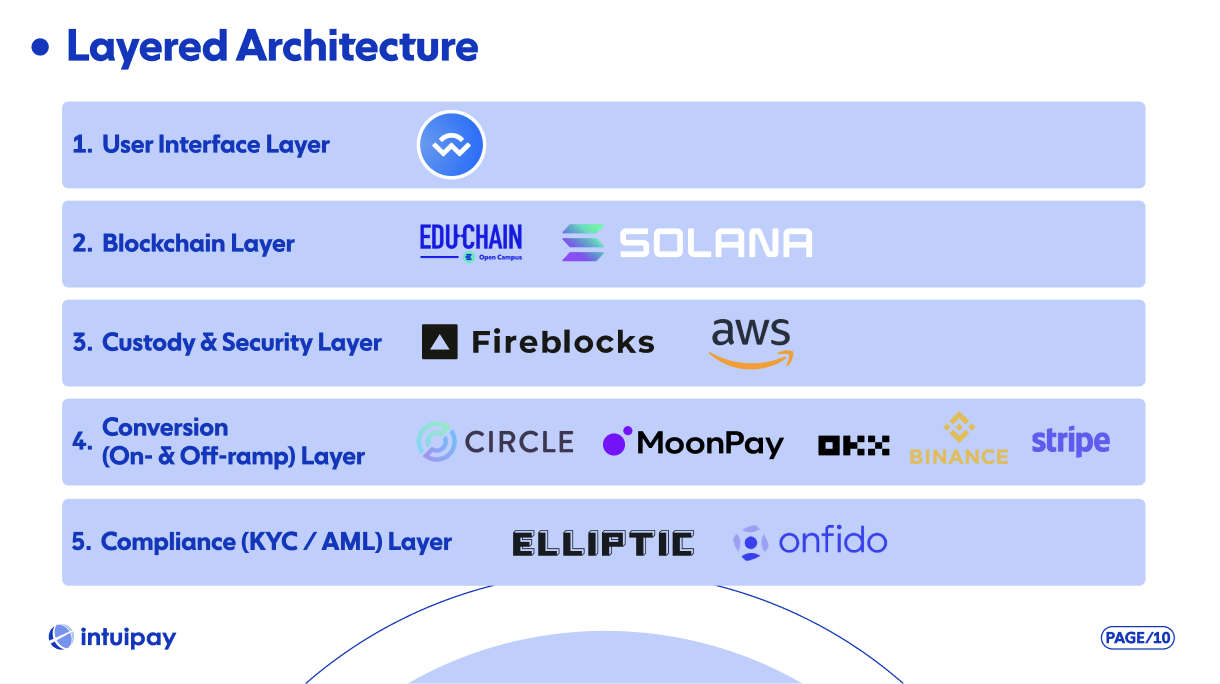 • Layered Architecture
1. User Interface Layer
2. Blockchain Layer
EDU-CHAIN
Open Campus
SOLANA
3. Custody & Security Layer
Fireblocks
aws
4. Conversion
(On- & Off-ramp) Layer
CIRCLE
MoonPay
OKX
BINANCE
stripe
5. Compliance (KYC / AML) Layer
ELLIPTIC
onfido
intuipay
PAGE/10